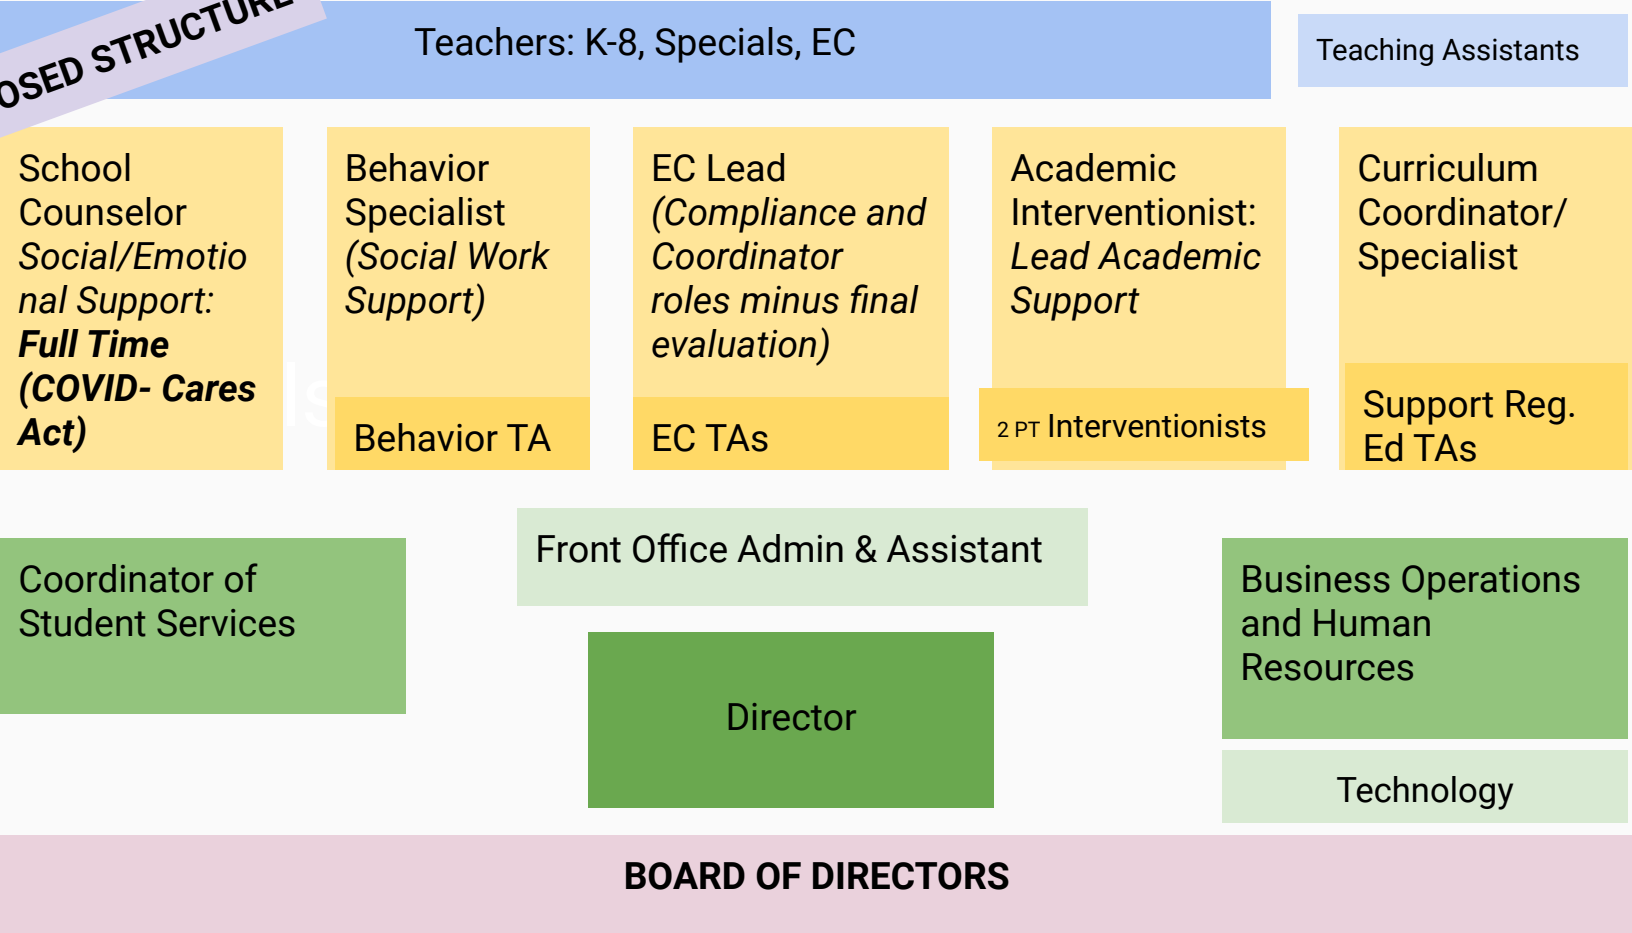 OSED STRUCTURE
Teachers: K-8, Specials, EC
Teaching Assistants
School
Counselor
Social/Emotio
nal Support:
Full Time
(COVID- Cares
Act)
Behavior
Specialist
(Social Work
Support)
Behavior TA
EC Lead
(Compliance and
Coordinator
roles minus final
evaluation)
EC TAs
Academic
Interventionist:
Lead Academic
Support
2 PT Interventionists
Curriculum
Coordinator/
Specialist
Support Reg.
Ed TAs
Coordinator of
Student Services
Front Office Admin & Assistant
Director
Business Operations
and Human
Resources
Technology
BOARD OF DIRECTORS